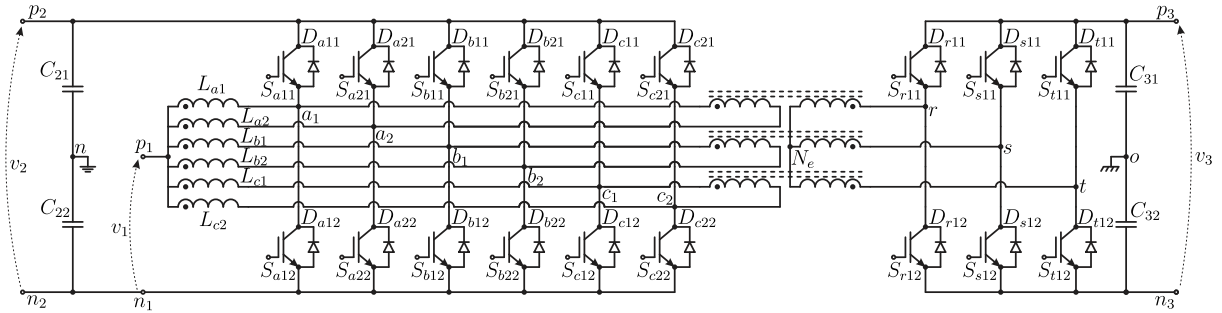 p2 p3
Da11 Da21 Db11 Db21 Dc11 Dc21 Dr11 Ds11 Dt11
C21 C31
Sa11 Sa21 Sb11 Sb21 Sc11 Sc21 Sr11 Ss11 St11
La1
a1 r
La2
a2
n p1 Lb1 b1 Ne s o
v2 v3
Lb2 b2
Lc1 c1 c2 t
C22 v1 Lc2 C32
Da12 Da22 Db12 Db22 Dc12 Dc22 Dr12 Ds12 Dt12
Sa12 Sa22 Sb12 Sb22 Sc12 Sc22 Sr12 Ss12 St12
n2 n1 n3